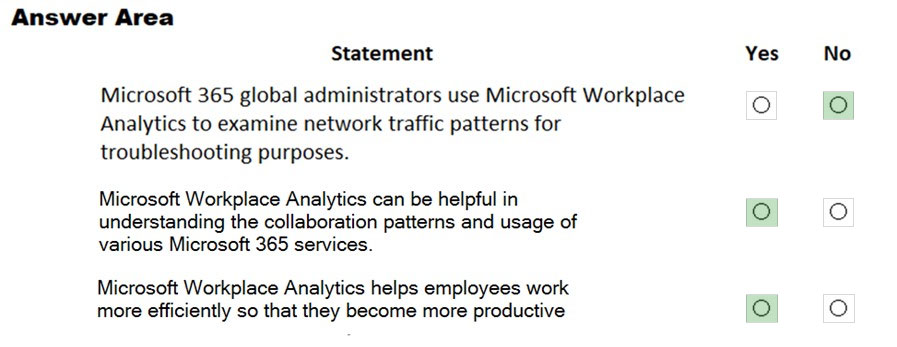 Answer Area
Statement Yes No
Microsoft 365 global administrators use Microsoft Workplace
Analytics to examine network traffic patterns for
troubleshooting purposes.
Microsoft Workplace Analytics can be helpful in
understanding the collaboration patterns and usage of
various Microsoft 365 services.
Microsoft Workplace Analytics helps employees work
more efficiently so that they become more productive